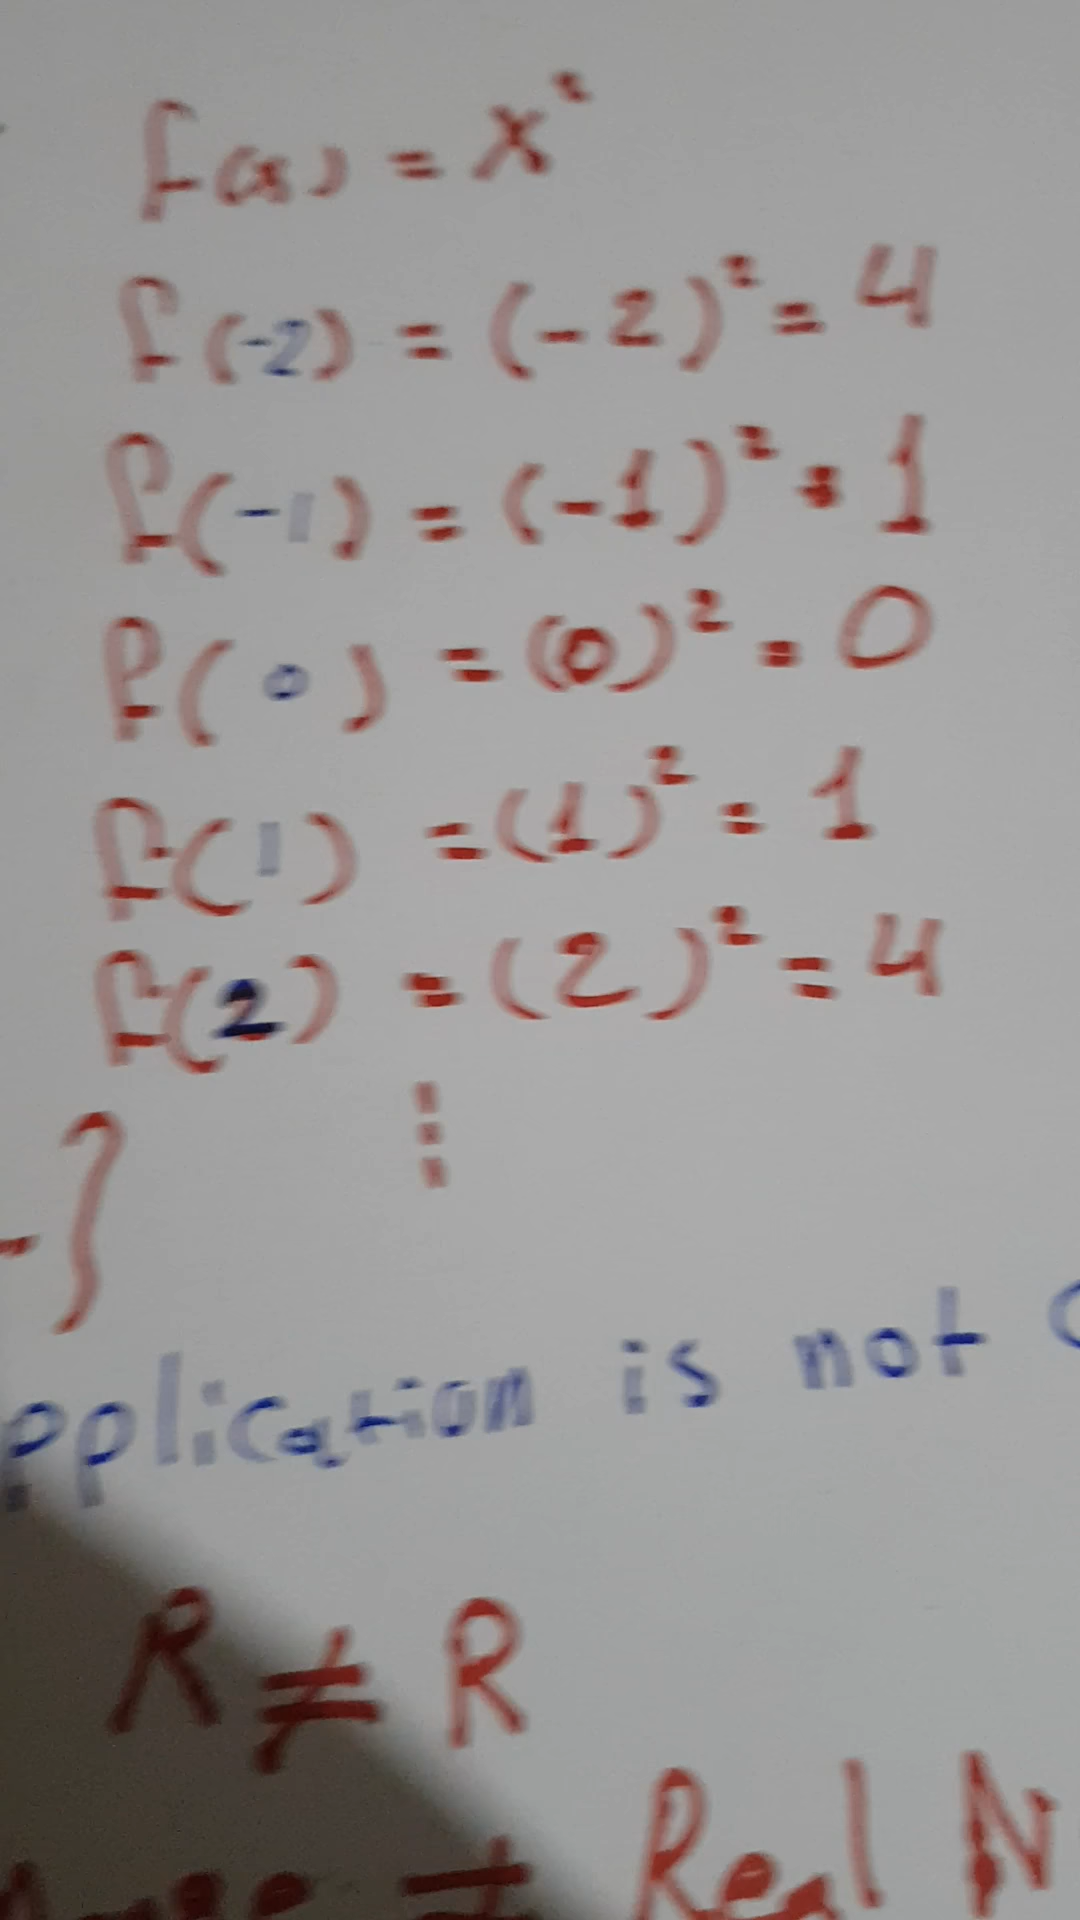 f(x) = x²
f(-2) = (-2)² = 4
f(-1) = (-1)² = 1
f(0) = (0)² = 0
f(1) = (1)² = 1
f(2) = (2)² = 4
⋮
-}
pplication is not
R ≠ R
≠ Real N